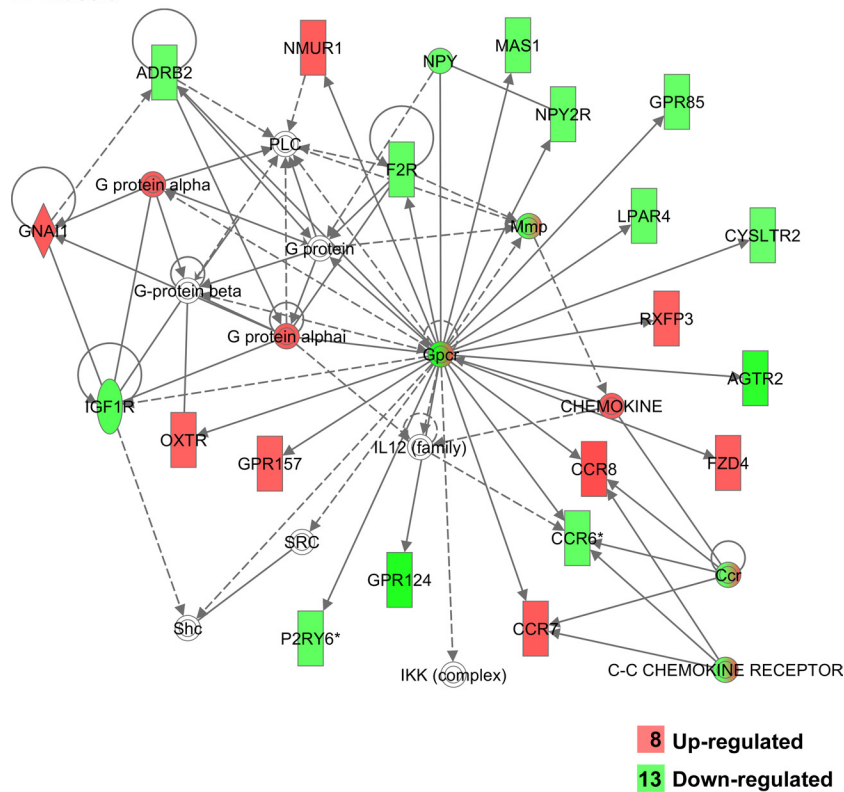 NMUR1
MAS1
NPY
ADRB2
GPR85
NPY2R
PLC
F2R
G protein alpha
LPAR4
Mmp
GNAI1
CYSLTR2
G protein
G-protein beta
RXFP3
G protein alphai
Gpcr
AGTR2
IGF1R
CHEMOKINE
OXTR
IL12 (family)
GPR157
CCR8
FZD4
SRC
CCR6*
Ccr
GPR124
Shc
CCR7
P2RY6*
C-C CHEMOKINE RECEPTOR
IKK (complex)
8 Up-regulated
13 Down-regulated